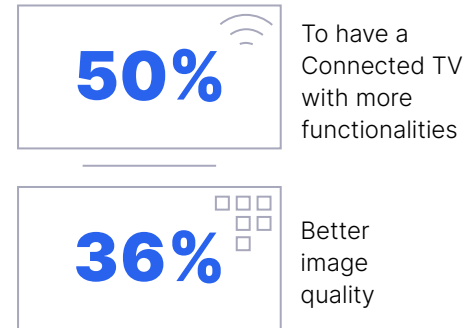 50%
To have a
Connected TV
with more
functionalities
36%
Better
image
quality